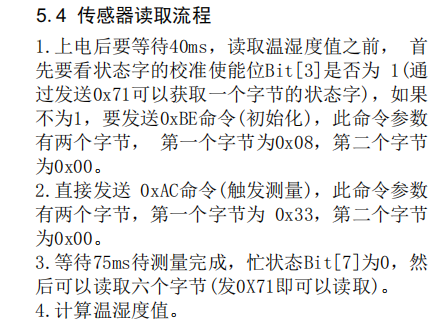 5.4 传感器读取流程
1.上电后要等待40ms，读取温湿度值之前， 首
先要看状态字的校准使能位Bit[3]是否为 1(通
过发送0x71可以获取一个字节的状态字)，如果
不为1，要发送0xBE命令(初始化)，此命令参数
有两个字节， 第一个字节为0x08，第二个字节
为0x00。
2.直接发送 0xAC命令(触发测量)，此命令参数
有两个字节，第一个字节为 0x33，第二个字节
为0x00。
3.等待75ms待测量完成，忙状态Bit[7]为0，然
后可以读取六个字节(发0X71即可以读取)。
4.计算温湿度值。